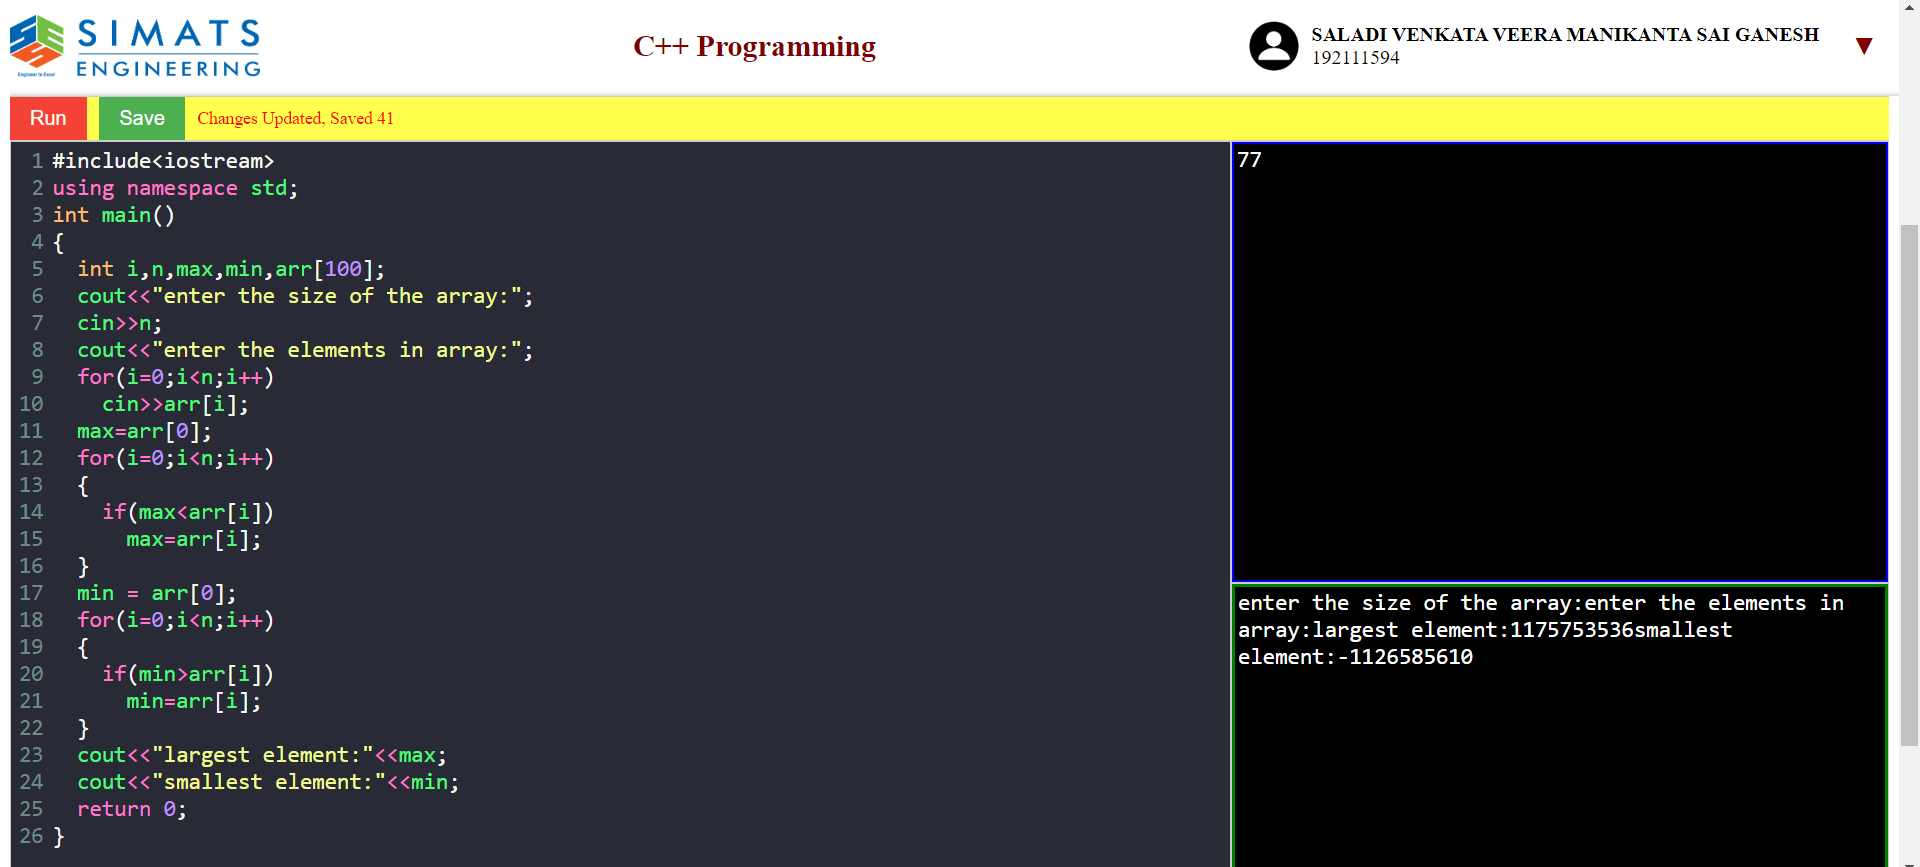 SIMATS
ENGINEERING
Engineer to Excel
C++ Programming
SALADI VENKATA VEERA MANIKANTA SAI GANESH
192111594
Run Save Changes Updated, Saved 41
1 #include<iostream>
2 using namespace std;
3 int main()
4 {
5   int i,n,max,min,arr[100];
6   cout<<"enter the size of the array:";
7   cin>>n;
8   cout<<"enter the elements in array:";
9   for(i=0;i<n;i++)
10     cin>>arr[i];
11   max=arr[0];
12   for(i=0;i<n;i++)
13   {
14     if(max<arr[i])
15       max=arr[i];
16   }
17   min = arr[0];
18   for(i=0;i<n;i++)
19   {
20     if(min>arr[i])
21       min=arr[i];
22   }
23   cout<<"largest element:"<<max;
24   cout<<"smallest element:"<<min;
25   return 0;
26 }
77
enter the size of the array:enter the elements in
array:largest element:1175753536smallest
element:-1126585610